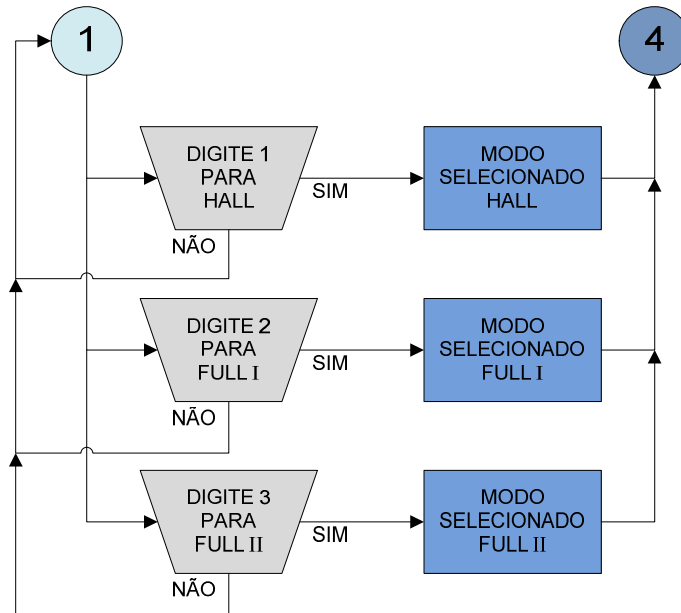 1
4
DIGITE 1
PARA
HALL
SIM
NÃO
MODO
SELECIONADO
HALL
DIGITE 2
PARA
FULL I
SIM
NÃO
MODO
SELECIONADO
FULL I
DIGITE 3
PARA
FULL II
SIM
NÃO
MODO
SELECIONADO
FULL II